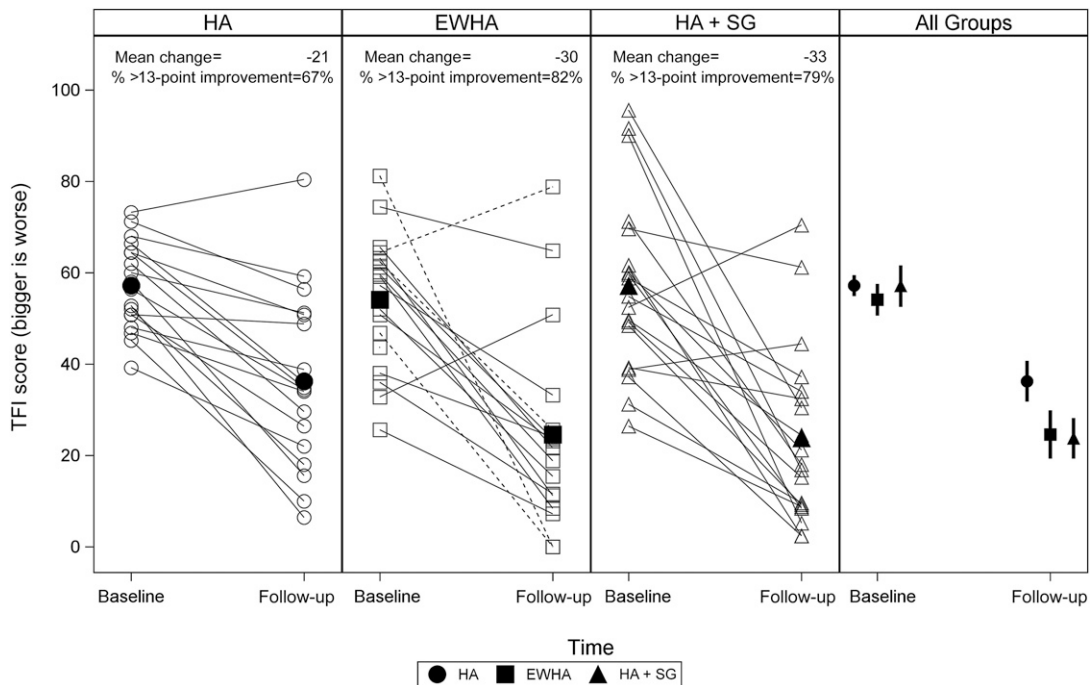 HA EWHA HA + SG All Groups
Mean change= -21 Mean change= -30 Mean change= -33
% >13-point improvement=67% % >13-point improvement=82% % >13-point improvement=79%
100
80
60
40
20
0
TFI score (bigger is worse)
Baseline Follow-up Baseline Follow-up Baseline Follow-up Baseline Follow-up
Time
HA EWHA HA + SG